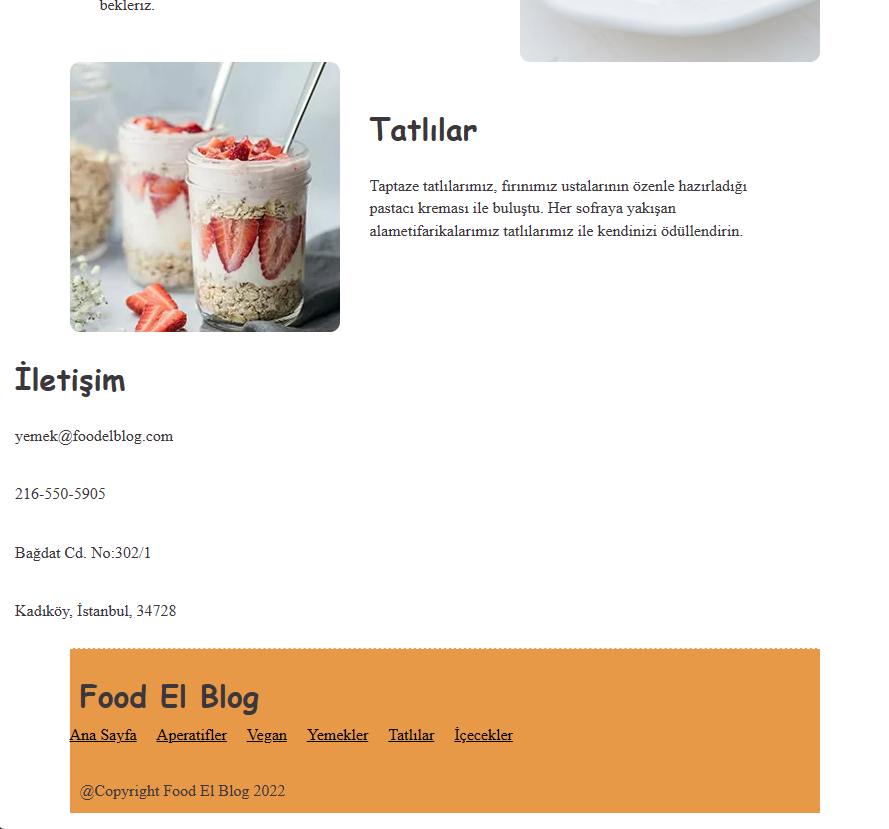 bekleriz.
Tatlılar
Taptaze tatlılarımız, fırınımız ustalarının özenle hazırladığı
pastacı kreması ile buluştu. Her sofraya yakışan
alametifarikalarımız tatlılarımız ile kendinizi ödüllendirin.
İletişim
yemek@foodelblog.com
216-550-5905
Bağdat Cd. No:302/1
Kadıköy, İstanbul, 34728
Food El Blog
Ana Sayfa Aperatifler Vegan Yemekler Tatlılar İçecekler
@Copyright Food El Blog 2022